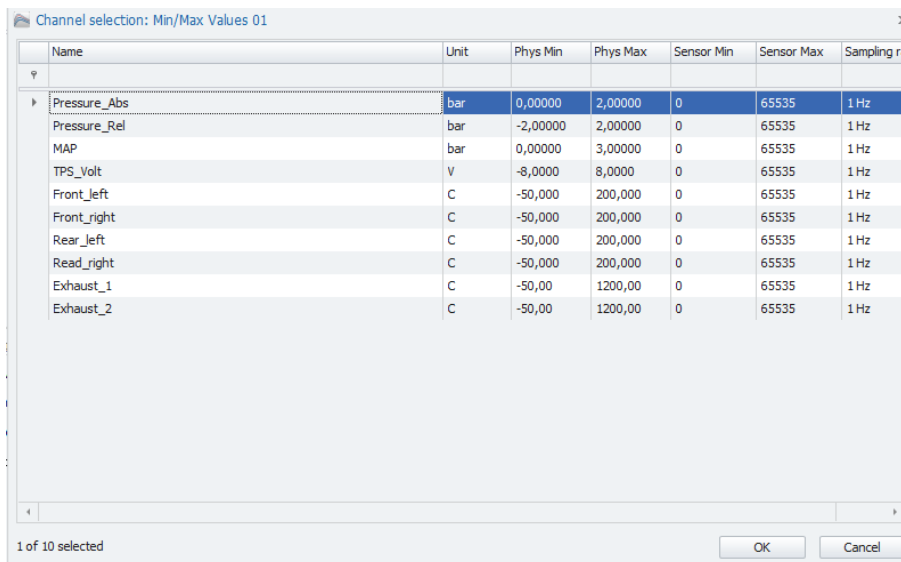 Channel selection: Min/Max Values 01
Name Unit Phys Min Phys Max Sensor Min Sensor Max Sampling r
Pressure_Abs bar 0,00000 2,00000 0 65535 1 Hz
Pressure_Rel bar -2,00000 2,00000 0 65535 1 Hz
MAP bar 0,00000 3,00000 0 65535 1 Hz
TPS_Volt V -8,0000 8,0000 0 65535 1 Hz
Front_left C -50,000 200,000 0 65535 1 Hz
Front_right C -50,000 200,000 0 65535 1 Hz
Rear_left C -50,000 200,000 0 65535 1 Hz
Read_right C -50,000 200,000 0 65535 1 Hz
Exhaust_1 C -50,00 1200,00 0 65535 1 Hz
Exhaust_2 C -50,00 1200,00 0 65535 1 Hz
1 of 10 selected
OK Cancel